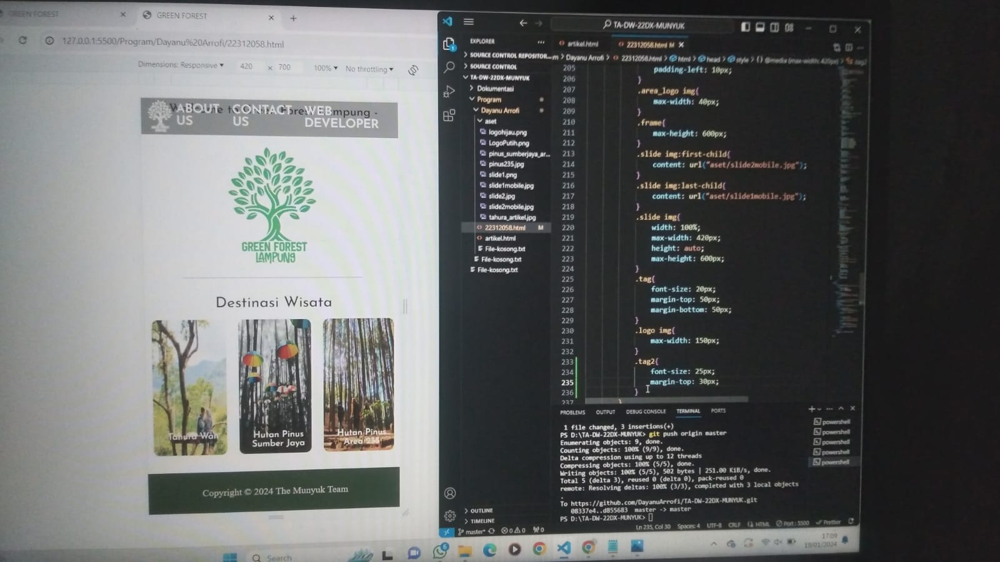 GREEN FOREST
GREEN FOREST
127.0.0.1:5500/Program/Dayanu%20Arrofi/22312058.html
Dimensions: Responsive 420 × 700 100% No throttling
ABOUT US
CONTACT US
WEB DEVELOPER
GREEN FOREST
LAMPUNG
Destinasi Wisata
Tahura Wan
Hutan Pinus
Sumber Jaya
Hutan Pinus
Area 235
Copyright © 2024 The Munyuk Team
TA-DW-22DX-MUNYUK
EXPLORER
SOURCE CONTROL REPOSITOR...
SOURCE CONTROL
TA-DW-22DX-MUNYUK
Dokumentasi
Program
Dayanu Arrofi
aset
logohijau.png
LogoPutih.png
pinus_sumberjaya_ar...
pinus235.jpg
slide1.png
slide1mobile.jpg
slide2.jpg
slide2mobile.jpg
tahura_artikel.jpg
22312058.html M
artikel.html
File-kosong.txt
File-kosong.txt
File-kosong.txt
OUTLINE
TIMELINE
artikel.html 22312058.html M
Dayanu Arrofi > 22312058.html > html > head > style > {} @media (max-width: 420px) > .tag2
205 padding-left: 10px;
206 }
207 .area_logo img{
208 max-width: 40px;
209 }
210 .frame{
211 max-height: 600px;
212 }
213 .slide img:first-child{
214 content: url("aset/slide2mobile.jpg");
215 }
216 .slide img:last-child{
217 content: url("aset/slide1mobile.jpg");
218 }
219 .slide img{
220 width: 100%;
221 max-width: 420px;
222 height: auto;
223 max-height: 600px;
224 }
225 .tag{
226 font-size: 20px;
227 margin-top: 50px;
228 margin-bottom: 50px;
229 }
230 .logo img{
231 max-width: 150px;
232 }
233 .tag2{
234 font-size: 25px;
235 margin-top: 30px;
236 }
237 }
PROBLEMS OUTPUT DEBUG CONSOLE TERMINAL PORTS
1 file changed, 3 insertions(+)
PS D:\TA-DW-22DX-MUNYUK> git push origin master
Enumerating objects: 9, done.
Counting objects: 100% (9/9), done.
Delta compression using up to 12 threads
Compressing objects: 100% (5/5), done.
Writing objects: 100% (5/5), 502 bytes | 251.00 KiB/s, done.
Total 5 (delta 3), reused 0 (delta 0), pack-reused 0
remote: Resolving deltas: 100% (3/3), completed with 3 local objects
.
To https://github.com/DayanuArrofi/TA-DW-22DX-MUNYUK.git
08337e4..d855683 master -> master
PS D:\TA-DW-22DX-MUNYUK>
powershell
powershell
powershell
powershell
powershell
master* 0 0 0 Ln 235, Col 30 Spaces: 4 UTF-8 CRLF HTML Port : 5500 Prettier
Search
6
17:09
19/01/2024